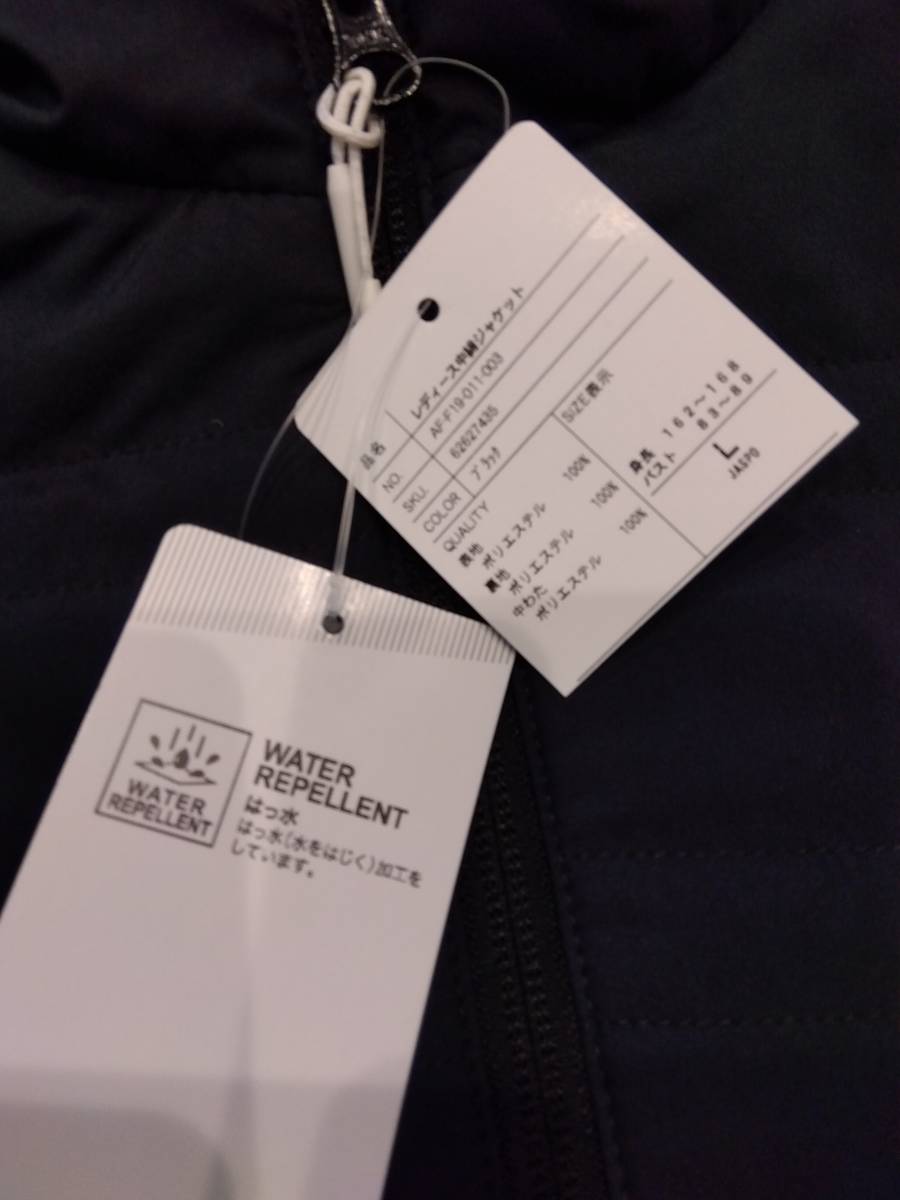 品名 レディース中綿ジャケット
NO. AF-F19-011-003
SKU. 62627435
COLOR ブラック
QUALITY
表地
ポリエステル 100%
裏地
ポリエステル 100%
中わた
ポリエステル 100%
SIZE表示
身長 162～168
バスト 83～89
L
JASPO
WATER
REPELLENT
WATER
REPELLENT
はっ水
はっ水（水をはじく）加工を
しています。